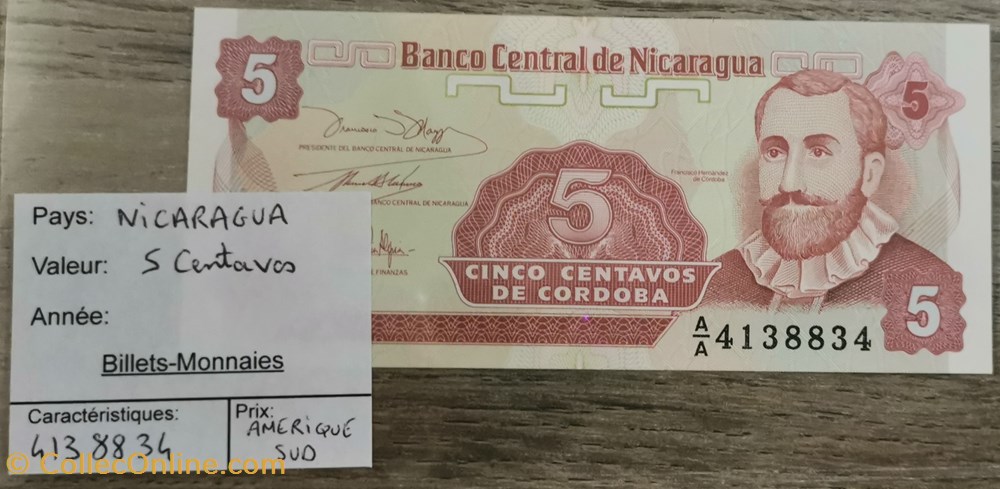 5
Banco Central de Nicaragua
5
PRESIDENTE DEL BANCO CENTRAL DE NICARAGUA
Francisco Hernández
de Córdoba
BANCO CENTRAL DE NICARAGUA
5
FINANZAS
CINCO CENTAVOS
DE CORDOBA
5
A/A 4138834
Pays: NICARAGUA
Valeur: 5 Centavos
Année:
Billets-Monnaies
Caractéristiques:
4138834
Prix:
AMERIQUE
SUD
© CollecOnline.com